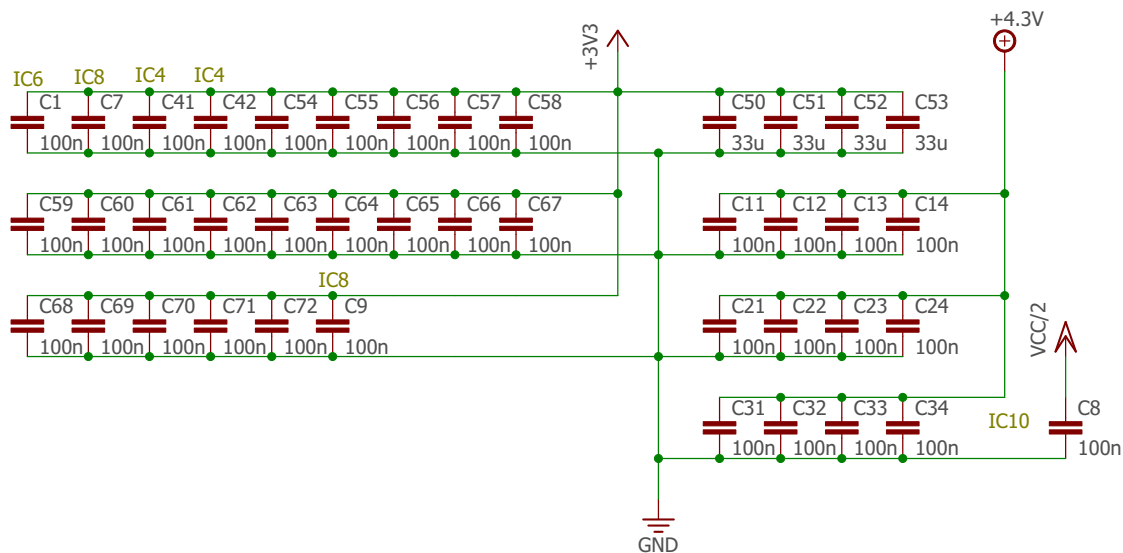 +4.3V
+3V3
IC6 IC8 IC4 IC4
C1 C7 C41 C42 C54 C55 C56 C57 C58 C50 C51 C52 C53
100n 100n 100n 100n 100n 100n 100n 100n 100n 33u 33u 33u 33u
C59 C60 C61 C62 C63 C64 C65 C66 C67 C11 C12 C13 C14
100n 100n 100n 100n 100n 100n 100n 100n 100n 100n 100n 100n 100n
IC8
C68 C69 C70 C71 C72 C9 C21 C22 C23 C24
100n 100n 100n 100n 100n 100n 100n 100n 100n 100n
VCC/2
C31 C32 C33 C34 IC10 C8
100n 100n 100n 100n 100n
GND